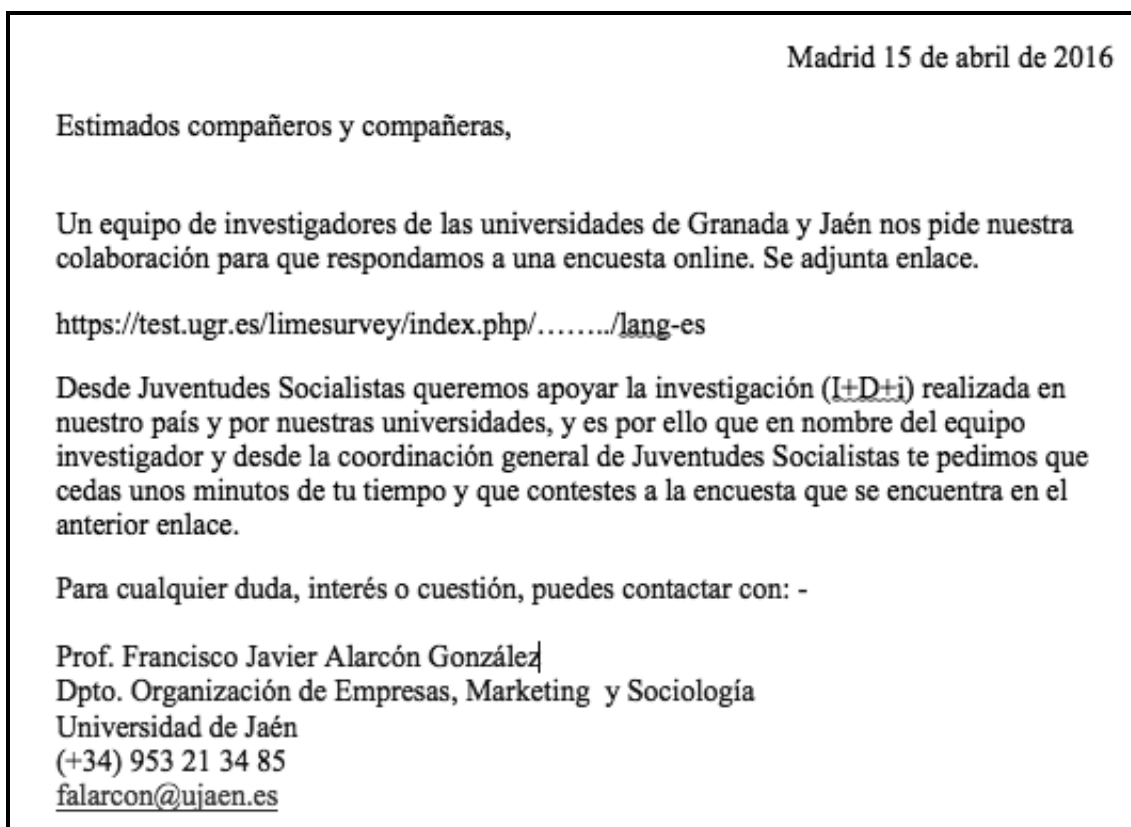 Madrid 15 de abril de 2016
Estimados compañeros y compañeras,
Un equipo de investigadores de las universidades de Granada y Jaén nos pide nuestra
colaboración para que respondamos a una encuesta online. Se adjunta enlace.
https://test.ugr.es/limesurvey/index.php/……../lang-es
Desde Juventudes Socialistas queremos apoyar la investigación (I+D+i) realizada en
nuestro país y por nuestras universidades, y es por ello que en nombre del equipo
investigador y desde la coordinación general de Juventudes Socialistas te pedimos que
cedas unos minutos de tu tiempo y que contestes a la encuesta que se encuentra en el
anterior enlace.
Para cualquier duda, interés o cuestión, puedes contactar con: -
Prof. Francisco Javier Alarcón González
Dpto. Organización de Empresas, Marketing  y Sociología
Universidad de Jaén
(+34) 953 21 34 85
falarcon@ujaen.es